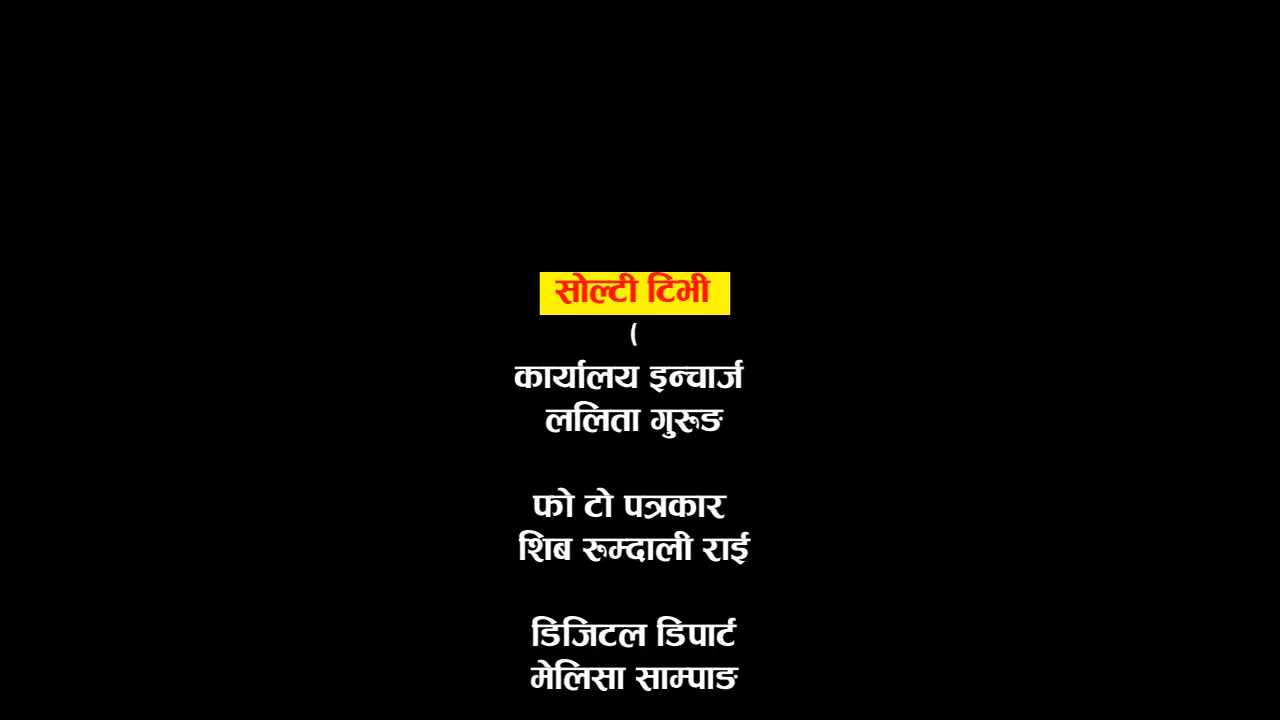 सोल्टी टिभी
(
कार्यालय इन्चार्ज
ललिता गुरुङ
फो टो पत्रकार
शिब रुम्दाली राई
डिजिटल डिपार्ट
मेलिसा साम्पाङ